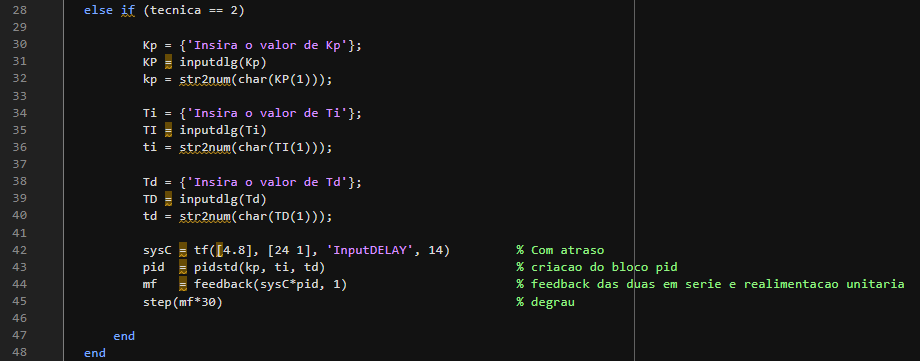 28 else if (tecnica == 2)
29
30 Kp = {'Insira o valor de Kp'};
31 KP = inputdlg(Kp)
32 kp = str2num(char(KP(1)));
33
34 Ti = {'Insira o valor de Ti'};
35 TI = inputdlg(Ti)
36 ti = str2num(char(TI(1)));
37
38 Td = {'Insira o valor de Td'};
39 TD = inputdlg(Td)
40 td = str2num(char(TD(1)));
41
42 sysC = tf([4.8], [24 1], 'InputDELAY', 14) % Com atraso
43 pid = pidstd(kp, ti, td) % criacao do bloco pid
44 mf = feedback(sysC*pid, 1) % feedback das duas em serie e realimentacao unitaria
45 step(mf*30) % degrau
46
47 end
48 end